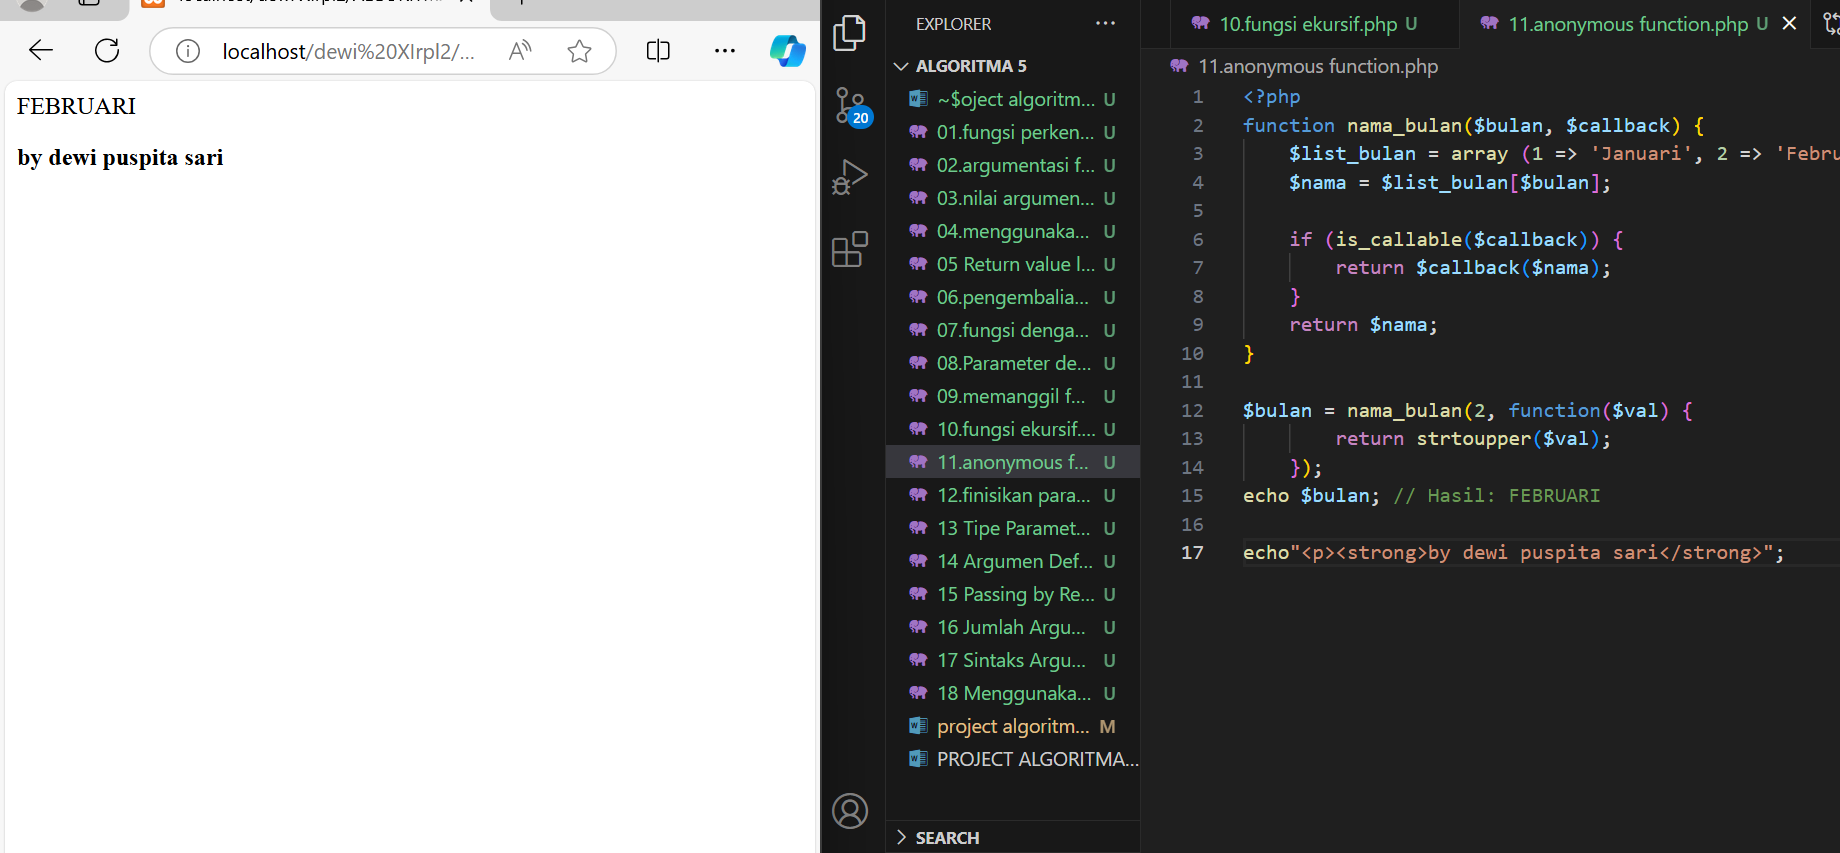 localhost/dewi%20XIrpl2/...
FEBRUARI
by dewi puspita sari
20
EXPLORER
ALGORITMA 5
~$oject algoritm... U
01.fungsi perken... U
02.argumentasi f... U
03.nilai argumen... U
04.menggunaka... U
05 Return value l... U
06.pengembalia... U
07.fungsi denga... U
08.Parameter de... U
09.memanggil f... U
10.fungsi ekursif.... U
11.anonymous f... U
12.finisikan para... U
13 Tipe Paramet... U
14 Argumen Def... U
15 Passing by Re... U
16 Jumlah Argu... U
17 Sintaks Argu... U
18 Menggunaka... U
project algoritm... M
PROJECT ALGORITMA...
SEARCH
10.fungsi ekursif.php U
11.anonymous function.php U
11.anonymous function.php
1 <?php
2 function nama_bulan($bulan, $callback) {
3 $list_bulan = array (1 => 'Januari', 2 => 'Febru
4 $nama = $list_bulan[$bulan];
5
6 if (is_callable($callback)) {
7 return $callback($nama);
8 }
9 return $nama;
10 }
11
12 $bulan = nama_bulan(2, function($val) {
13 return strtoupper($val);
14 });
15 echo $bulan; // Hasil: FEBRUARI
16
17 echo"<p><strong>by dewi puspita sari</strong>";